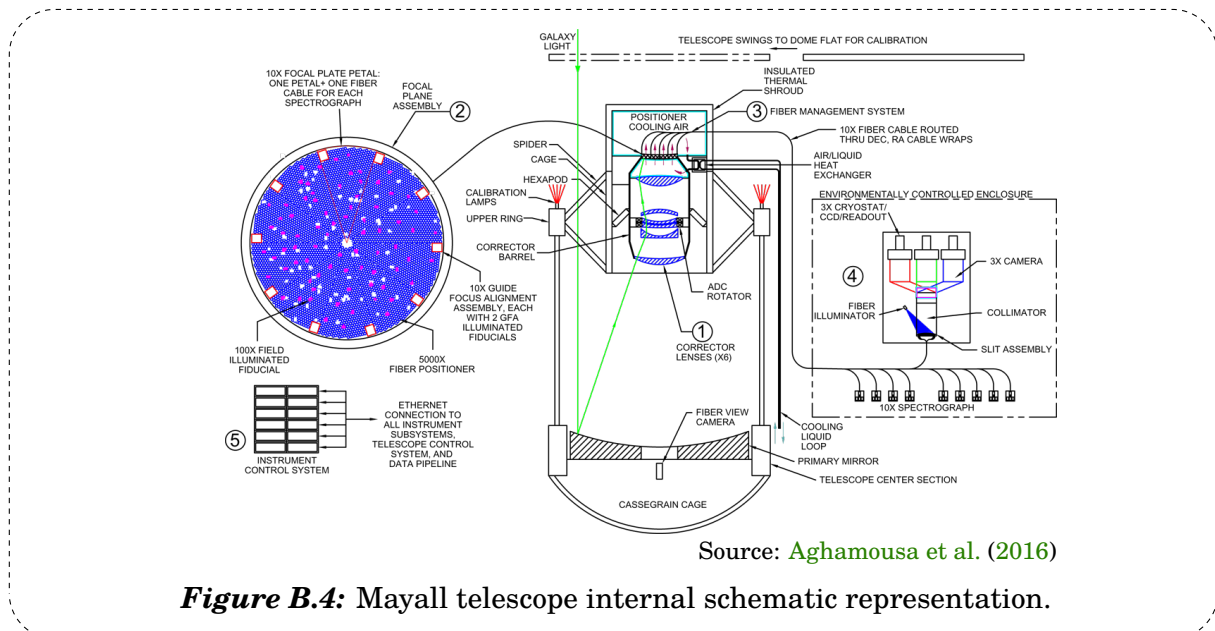 GALAXY
LIGHT
TELESCOPE SWINGS TO DOME FLAT FOR CALIBRATION
10X FOCAL PLATE PETAL:
ONE PETAL+ ONE FIBER
CABLE FOR EACH
SPECTROGRAPH
FOCAL
PLANE
ASSEMBLY
2
INSULATED
THERMAL
SHROUD
3
FIBER MANAGEMENT SYSTEM
POSITIONER
COOLING AIR
10X FIBER CABLE ROUTED
THRU DEC, RA CABLE WRAPS
AIR/LIQUID
HEAT
EXCHANGER
SPIDER
CAGE
HEXAPOD
CALIBRATION
LAMPS
UPPER RING
CORRECTOR
BARREL
ADC
ROTATOR
1
CORRECTOR
LENSES (X6)
ENVIRONMENTALLY CONTROLLED ENCLOSURE
3X CRYOSTAT/
CCD/READOUT
4
3X CAMERA
FIBER
ILLUMINATOR
COLLIMATOR
SLIT ASSEMBLY
10X SPECTROGRAPH
10X GUIDE
FOCUS ALIGNMENT
ASSEMBLY, EACH
WITH 2 GFA
ILLUMINATED
FIDUCIALS
100X FIELD
ILLUMINATED
FIDUCIAL
5000X
FIBER POSITIONER
5
INSTRUMENT
CONTROL SYSTEM
ETHERNET
CONNECTION TO
ALL INSTRUMENT
SUBSYSTEMS,
TELESCOPE CONTROL
SYSTEM, AND
DATA PIPELINE
FIBER VIEW
CAMERA
COOLING
LIQUID
LOOP
PRIMARY MIRROR
TELESCOPE CENTER SECTION
CASSEGRAIN CAGE
Source: Aghamousa et al. (2016)
Figure B.4: Mayall telescope internal schematic representation.